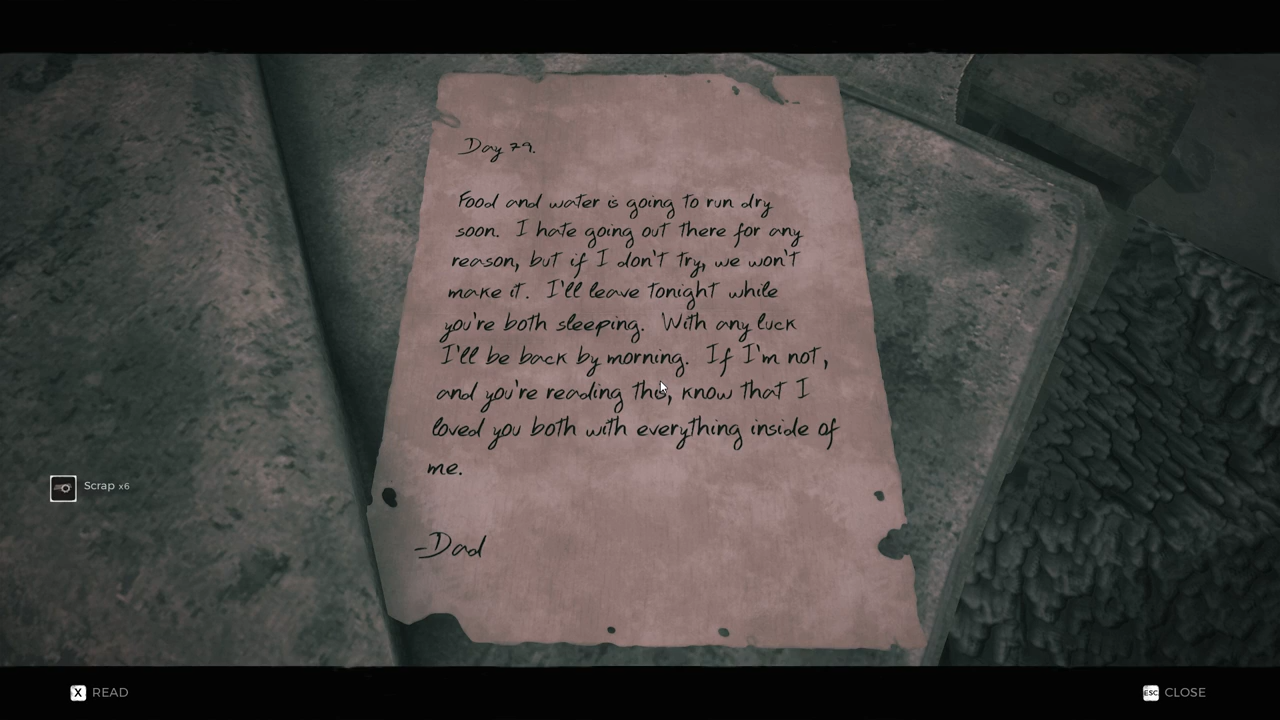 Day 79.
Food and water is going to run dry
soon. I hate going out there for any
reason, but if I don't try, we won't
make it. I'll leave tonight while
you're both sleeping. With any luck
I'll be back by morning. If I'm not,
and you're reading this, know that I
loved you both with everything inside of
me.
-Dad
Scrap x6
X READ
ESC CLOSE